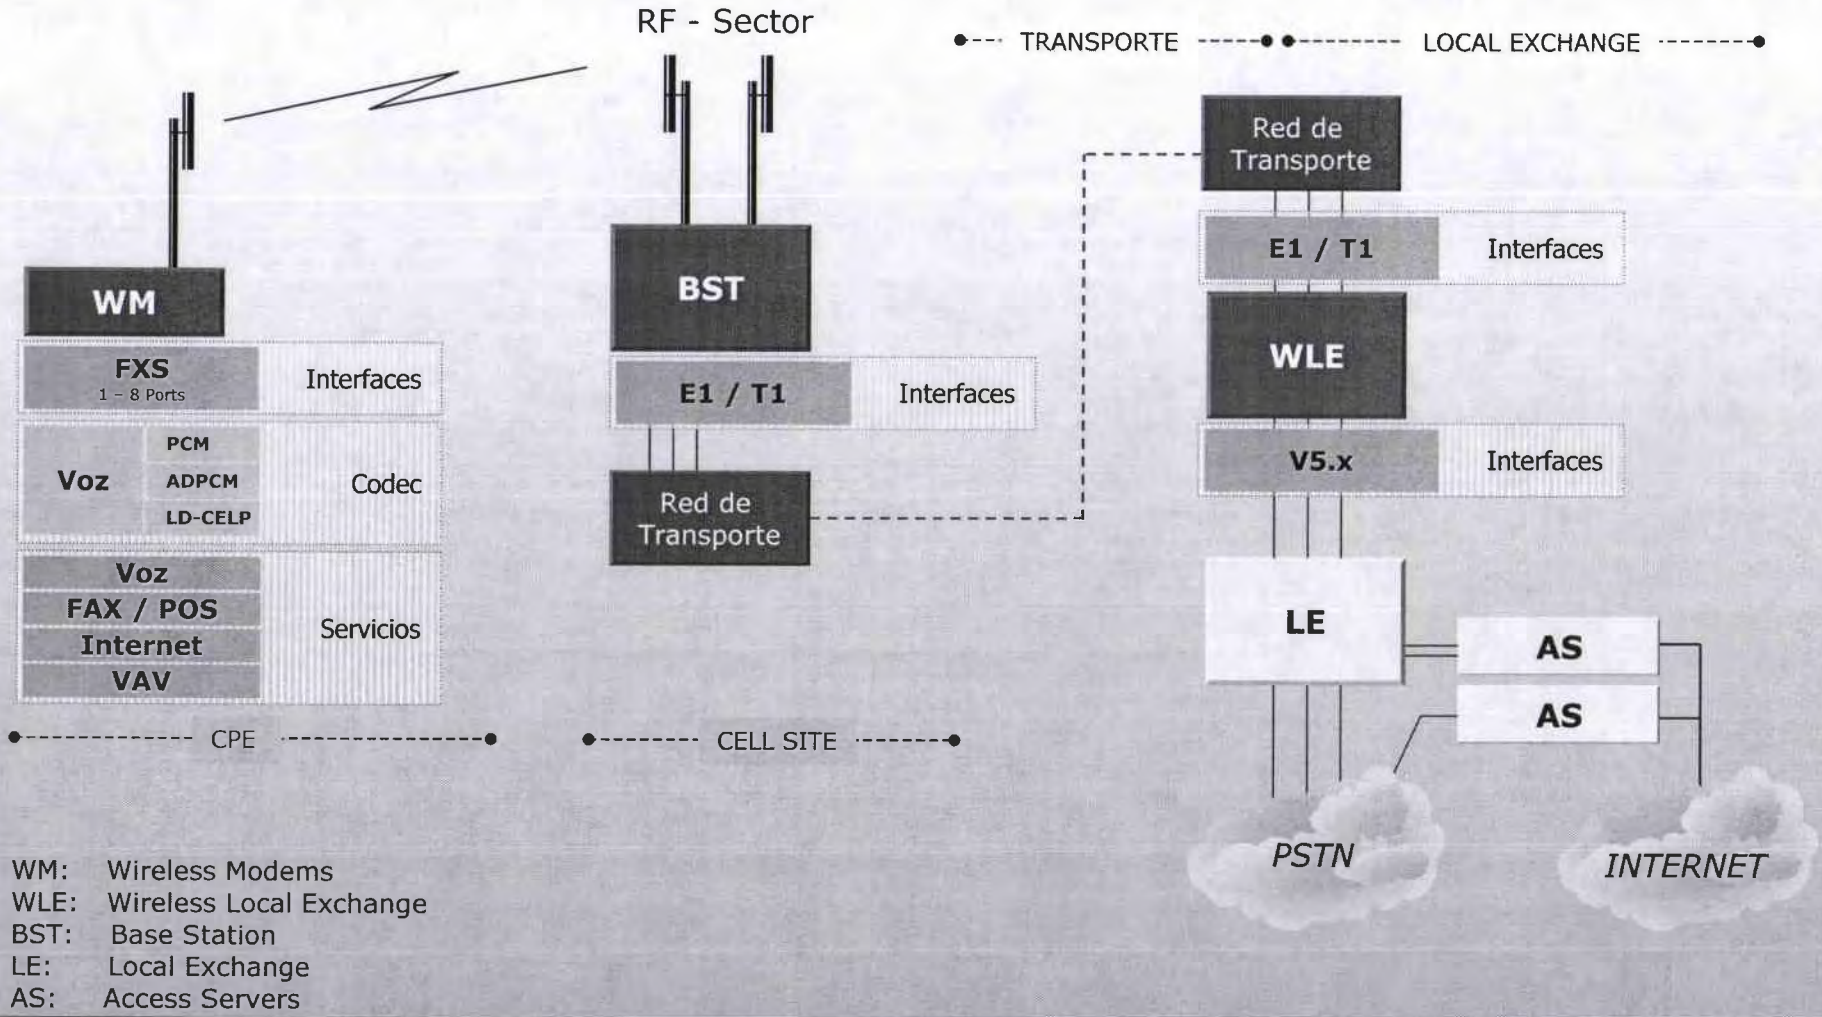 RF - Sector
TRANSPORTE
LOCAL EXCHANGE
WM
FXS
1 – 8 Ports
Interfaces
Voz
PCM
ADPCM
LD-CELP
Codec
Voz
FAX / POS
Internet
VAV
Servicios
CPE
BST
E1 / T1
Interfaces
Red de
Transporte
CELL SITE
Red de
Transporte
E1 / T1
Interfaces
WLE
V5.x
Interfaces
LE
AS
AS
PSTN
INTERNET
WM: Wireless Modems
WLE: Wireless Local Exchange
BST: Base Station
LE: Local Exchange
AS: Access Servers